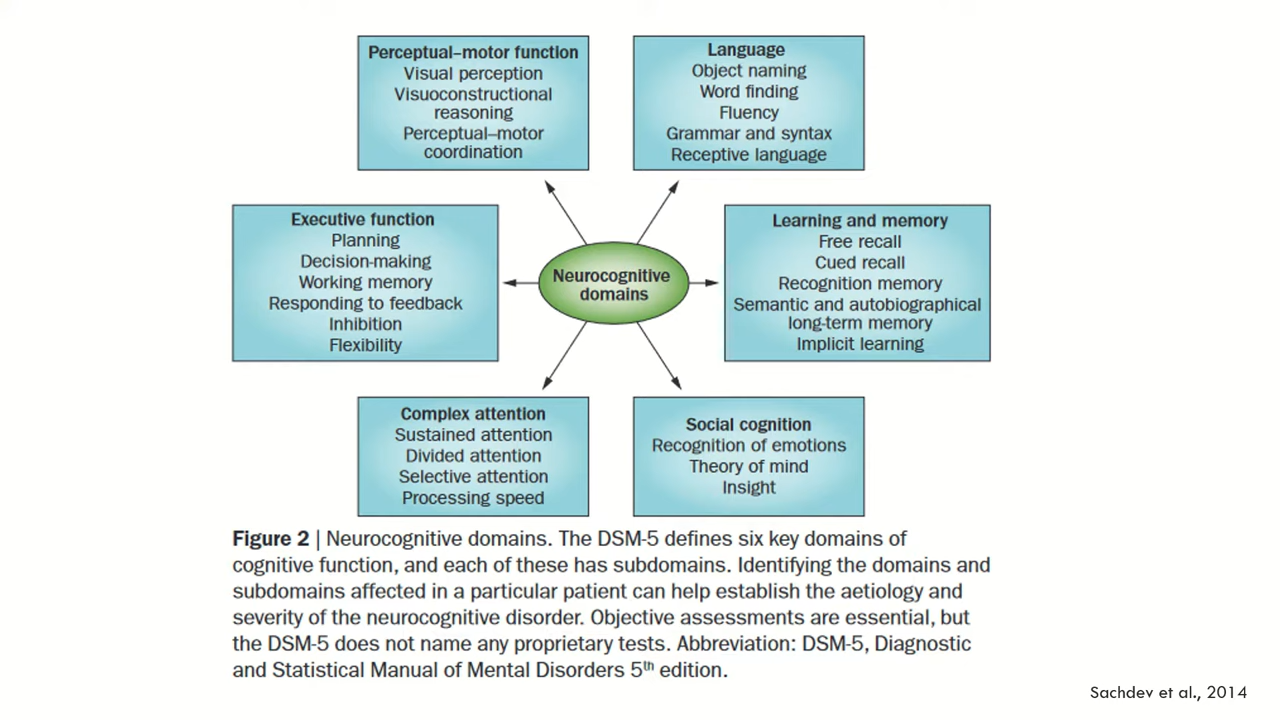 Perceptual–motor function
Visual perception
Visuoconstructional
reasoning
Perceptual–motor
coordination
Language
Object naming
Word finding
Fluency
Grammar and syntax
Receptive language
Executive function
Planning
Decision-making
Working memory
Responding to feedback
Inhibition
Flexibility
Neurocognitive
domains
Learning and memory
Free recall
Cued recall
Recognition memory
Semantic and autobiographical
long-term memory
Implicit learning
Complex attention
Sustained attention
Divided attention
Selective attention
Processing speed
Social cognition
Recognition of emotions
Theory of mind
Insight
Figure 2 | Neurocognitive domains. The DSM-5 defines six key domains of
cognitive function, and each of these has subdomains. Identifying the domains and
subdomains affected in a particular patient can help establish the aetiology and
severity of the neurocognitive disorder. Objective assessments are essential, but
the DSM-5 does not name any proprietary tests. Abbreviation: DSM-5, Diagnostic
and Statistical Manual of Mental Disorders 5th edition.
Sachdev et al., 2014